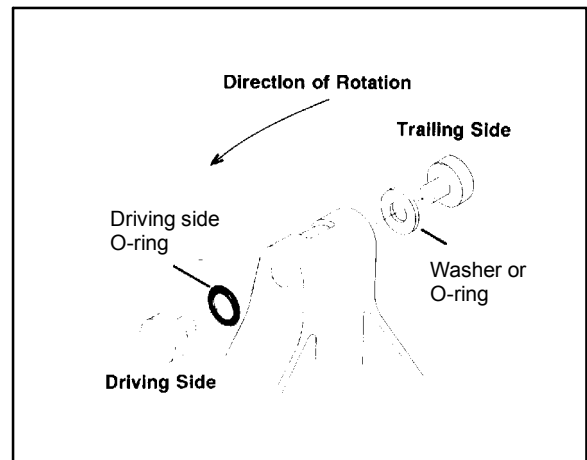 Direction of Rotation
Trailing Side
Driving side
O-ring
Washer or
O-ring
Driving Side